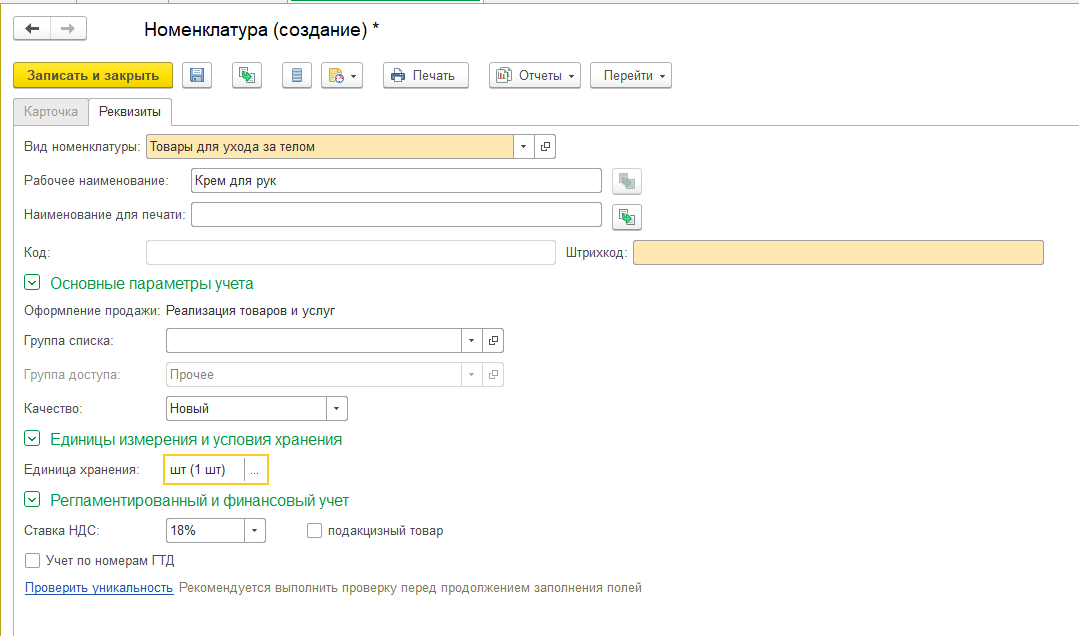 Номенклатура (создание) *
Записать и закрыть Печать Отчеты Перейти
Карточка Реквизиты
Вид номенклатуры: Товары для ухода за телом
Рабочее наименование: Крем для рук
Наименование для печати:
Код: Штрихкод:
Основные параметры учета
Оформление продажи: Реализация товаров и услуг
Группа списка:
Группа доступа: Прочее
Качество: Новый
Единицы измерения и условия хранения
Единица хранения: шт (1 шт) ...
Регламентированный и финансовый учет
Ставка НДС: 18% подакцизный товар
Учет по номерам ГТД
Проверить уникальность Рекомендуется выполнить проверку перед продолжением заполнения полей